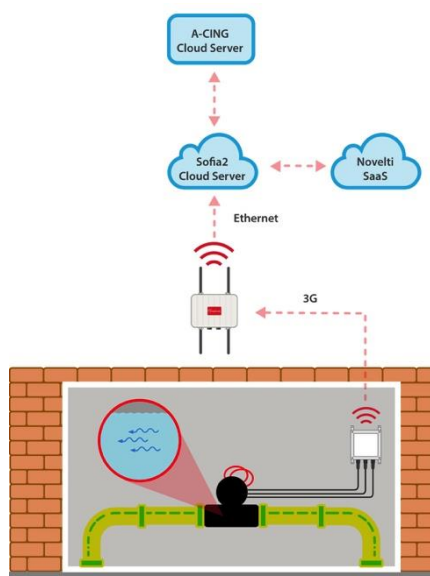 A-CING
Cloud Server
Sofia2
Cloud Server
Novelti
SaaS
Ethernet
3G